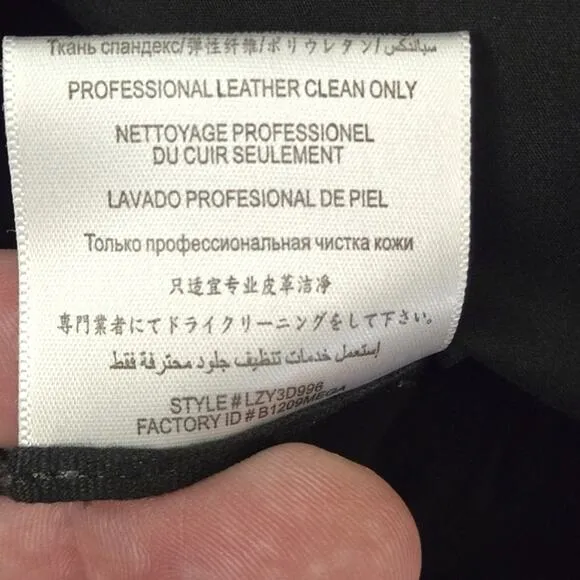 Ткань спандекс/弹性纤维/ポリウレタン/سباندكس
PROFESSIONAL LEATHER CLEAN ONLY
NETTOYAGE PROFESSIONEL
DU CUIR SEULEMENT
LAVADO PROFESIONAL DE PIEL
Только профессиональная чистка кожи
只适宜专业皮革洁净
専門業者にてドライクリーニングをして下さい。
إستعمل خدمات تنظيف جلود محترفة فقط
STYLE # LZY3D996
FACTORY ID # B1209MEGA